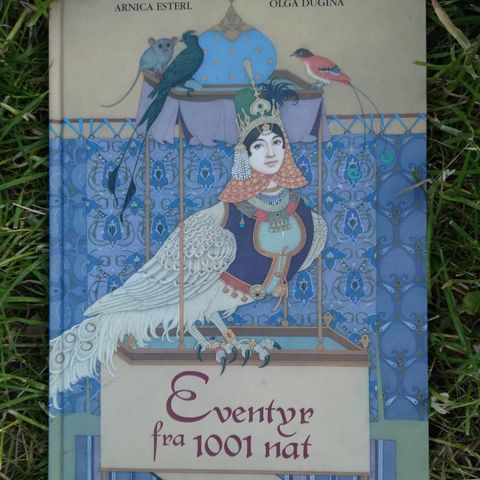 ARNICA ESTERL OLGA DUGINA
Eventyr
fra 1001 nat